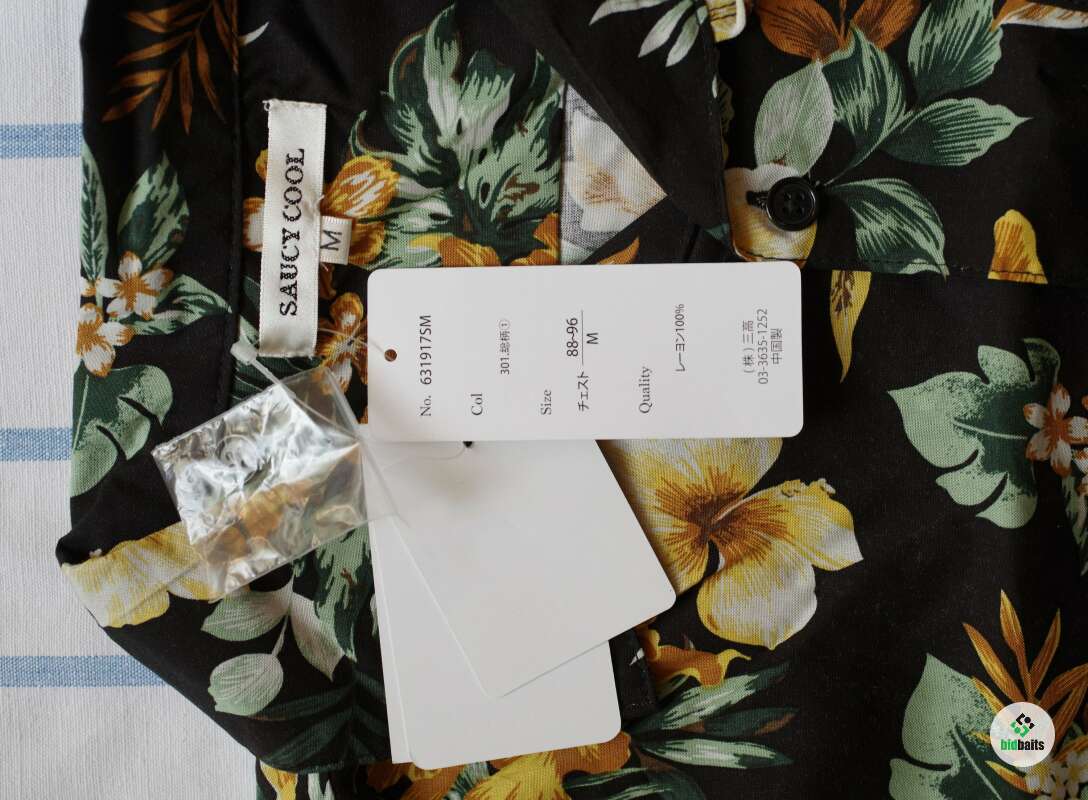 SAUCY COOL
M
No. 6319175M
Col
301.総柄①
Size
チェスト 88-96
M
Quality
レーヨン100%
(株)三高
03-3635-1252
中国製
bidbaits